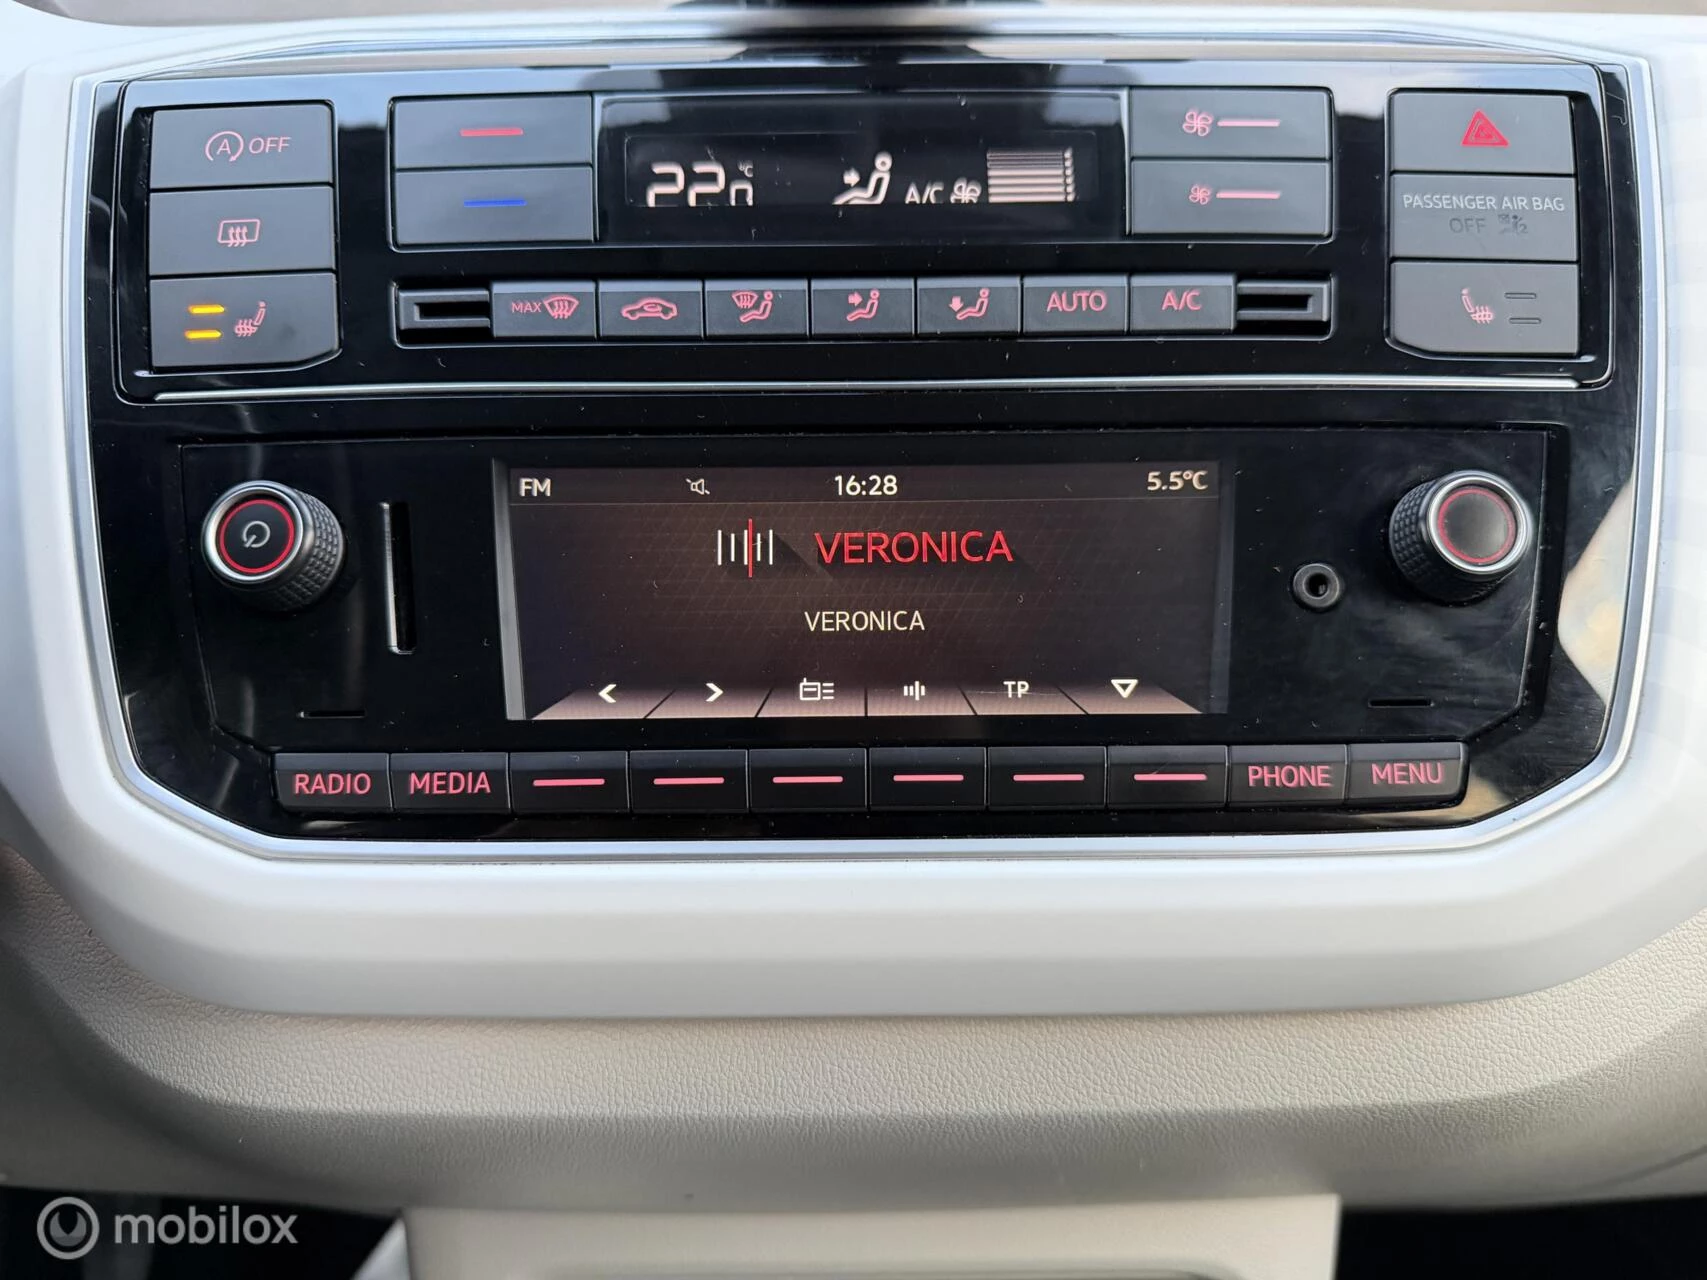 A OFF
22.0 °C
A/C
PASSENGER AIR BAG
OFF
MAX
AUTO
A/C
FM
16:28
5.5°C
VERONICA
VERONICA
TP
RADIO
MEDIA
PHONE
MENU
mobilox